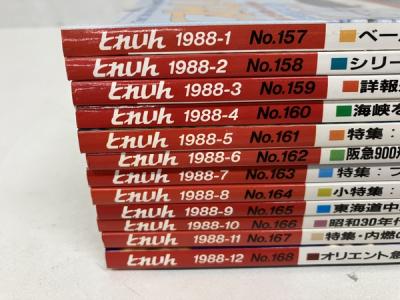 とれいん 1988-1 No.157 ベー
とれいん 1988-2 No.158 シリー
とれいん 1988-3 No.159 詳報
とれいん 1988-4 No.160 海峡を
とれいん 1988-5 No.161 特集:
とれいん 1988-6 No.162 阪急900形
とれいん 1988-7 No.163 特集:
とれいん 1988-8 No.164 小特集:
とれいん 1988-9 No.165 東海道中
とれいん 1988-10 No.166 昭和30年代
とれいん 1988-11 No.167 特集・内燃の
とれいん 1988-12 No.168 オリエント急